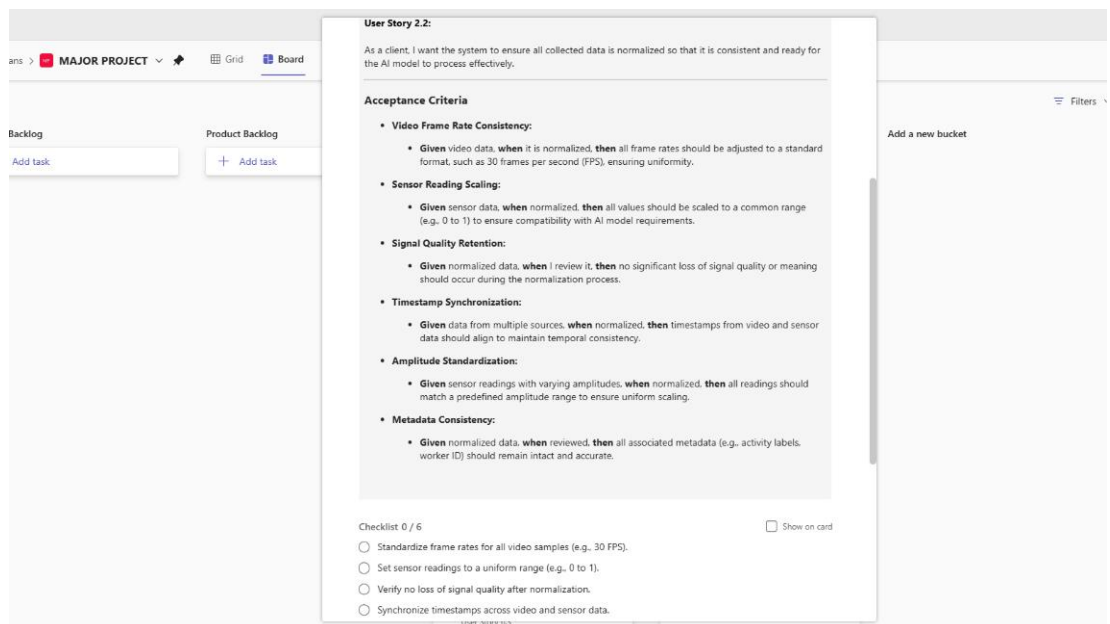 User Story 2.2:
As a client, I want the system to ensure all collected data is normalized so that it is consistent and ready for
the AI model to process effectively.
ans > MAJOR PROJECT
Grid
Board
Filters
Acceptance Criteria
Backlog
Product Backlog
Add a new bucket
Add task
+ Add task
• Video Frame Rate Consistency:
• Given video data, when it is normalized, then all frame rates should be adjusted to a standard
format, such as 30 frames per second (FPS), ensuring uniformity.
• Sensor Reading Scaling:
• Given sensor data, when normalized, then all values should be scaled to a common range
(e.g., 0 to 1) to ensure compatibility with AI model requirements.
• Signal Quality Retention:
• Given normalized data, when I review it, then no significant loss of signal quality or meaning
should occur during the normalization process.
• Timestamp Synchronization:
• Given data from multiple sources, when normalized, then timestamps from video and sensor
data should align to maintain temporal consistency.
• Amplitude Standardization:
• Given sensor readings with varying amplitudes, when normalized, then all readings should
match a predefined amplitude range to ensure uniform scaling.
• Metadata Consistency:
• Given normalized data, when reviewed, then all associated metadata (e.g., activity labels,
worker ID) should remain intact and accurate.
Checklist 0 / 6
Show on card
Standardize frame rates for all video samples (e.g., 30 FPS).
Set sensor readings to a uniform range (e.g., 0 to 1).
Verify no loss of signal quality after normalization.
Synchronize timestamps across video and sensor data.